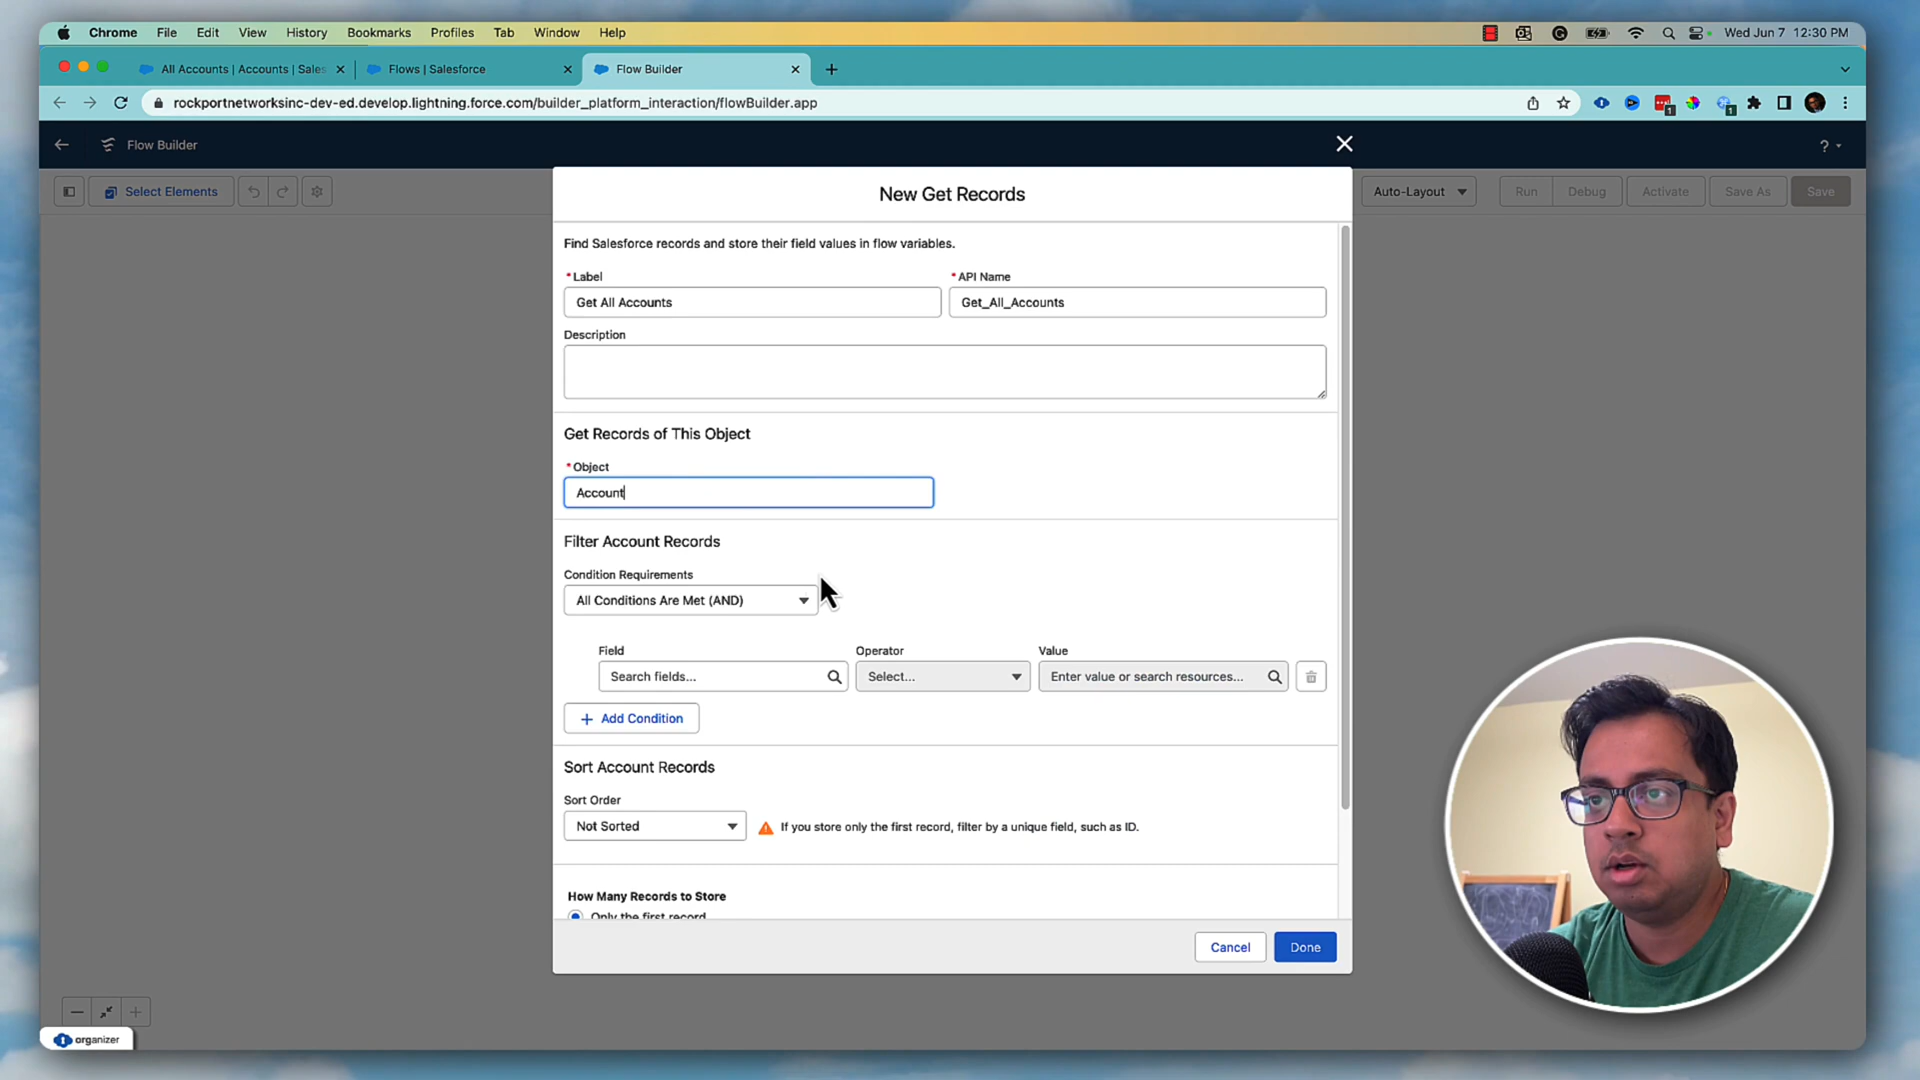 Chrome File Edit View History Bookmarks Profiles Tab Window Help Wed Jun 7 12:30 PM
All Accounts | Accounts | Sales Flows | Salesforce Flow Builder
rockportnetworksinc-dev-ed.develop.lightning.force.com/builder_platform_interaction/flowBuilder.app
Flow Builder ?
Select Elements Auto-Layout Run Debug Activate Save As Save
New Get Records
Find Salesforce records and store their field values in flow variables.
* Label * API Name
Get All Accounts Get_All_Accounts
Description
Get Records of This Object
* Object
Account
Filter Account Records
Condition Requirements
All Conditions Are Met (AND)
Field Operator Value
Search fields... Select... Enter value or search resources...
+ Add Condition
Sort Account Records
Sort Order
Not Sorted If you store only the first record, filter by a unique field, such as ID.
How Many Records to Store
Only the first record
Cancel Done
organizer